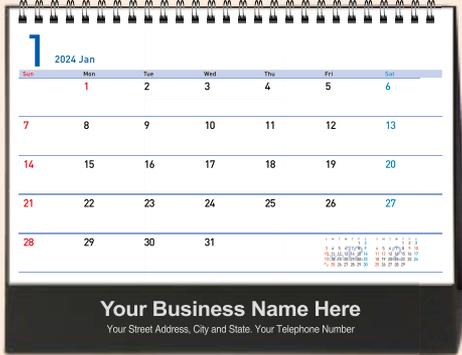 1
2024 Jan
Sun Mon Tue Wed Thu Fri Sat
1 2 3 4 5 6
7 8 9 10 11 12 13
14 15 16 17 18 19 20
21 22 23 24 25 26 27
28 29 30 31
Your Business Name Here
Your Street Address, City and State. Your Telephone Number